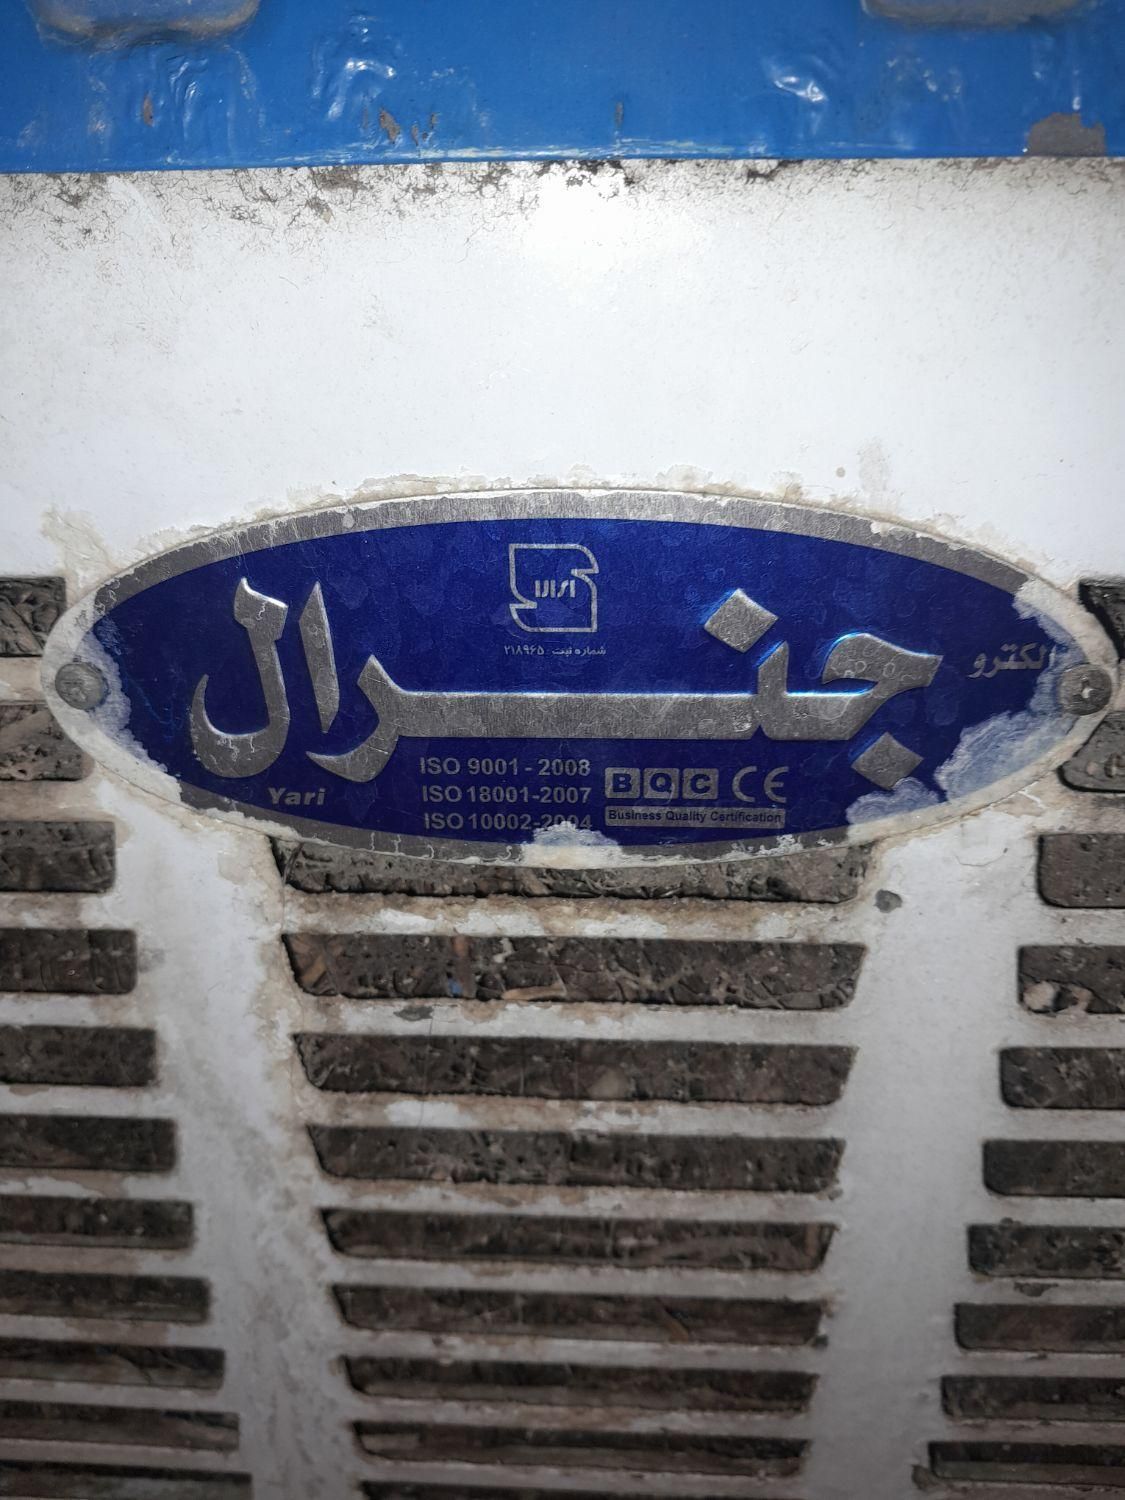 الکترو
جنرال
شماره ثبت ۲۱۸۹۶۵
Yari
ISO 9001 - 2008
ISO 18001-2007
ISO 10002-2004
BQC CE
Business Quality Certification